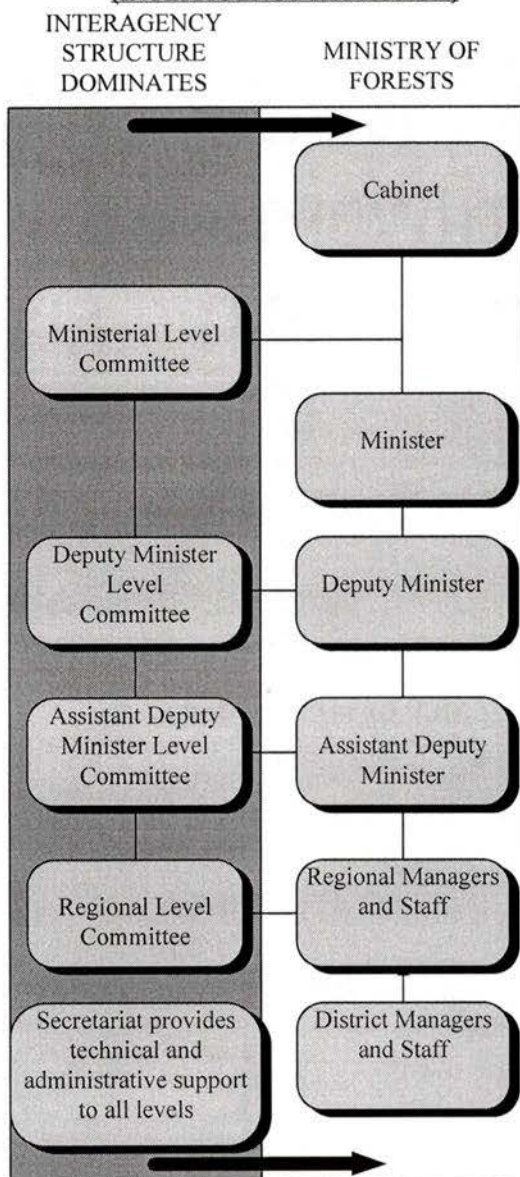 INTERAGENCY
STRUCTURE
DOMINATES
MINISTRY OF
FORESTS
Cabinet
Ministerial Level
Committee
Minister
Deputy Minister
Level
Committee
Deputy Minister
Assistant Deputy
Minister Level
Committee
Assistant Deputy
Minister
Regional Level
Committee
Regional Managers
and Staff
Secretariat provides
technical and
administrative support
to all levels
District Managers
and Staff